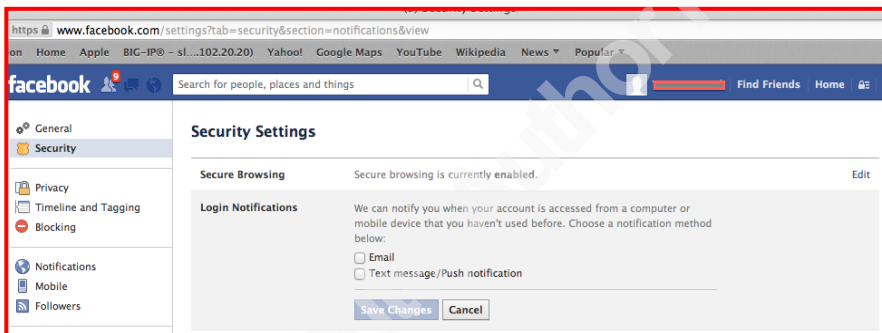 https www.facebook.com/settings?tab=security&section=notifications&view
on Home Apple BIG-IP® - sl....102.20.20) Yahoo! Google Maps YouTube Wikipedia News Popular
facebook 9 Search for people, places and things Find Friends Home
General
Security
Privacy
Timeline and Tagging
Blocking
Notifications
Mobile
Followers
Security Settings
Secure Browsing Secure browsing is currently enabled. Edit
Login Notifications We can notify you when your account is accessed from a computer or
mobile device that you haven't used before. Choose a notification method
below:
Email
Text message/Push notification
Save Changes Cancel